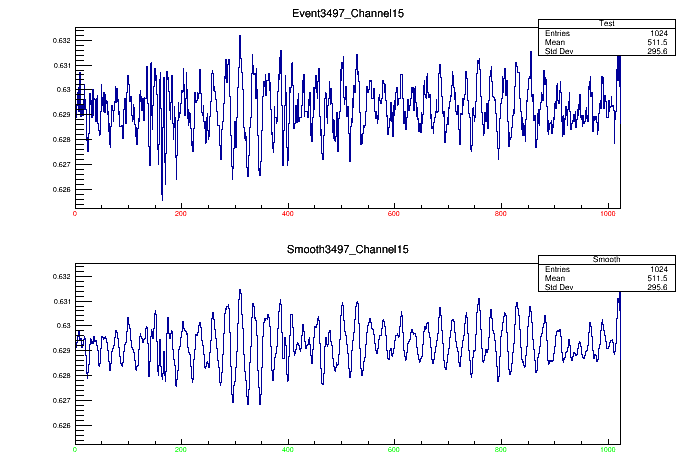 Event3497_Channel15
Test
Entries 1024
Mean 511.5
Std Dev 295.6
0.632
0.631
0.63
0.629
0.628
0.627
0.626
0 200 400 600 800 1000
Smooth3497_Channel15
Smooth
Entries 1024
Mean 511.5
Std Dev 295.6
0.632
0.631
0.63
0.629
0.628
0.627
0.626
0 200 400 600 800 1000